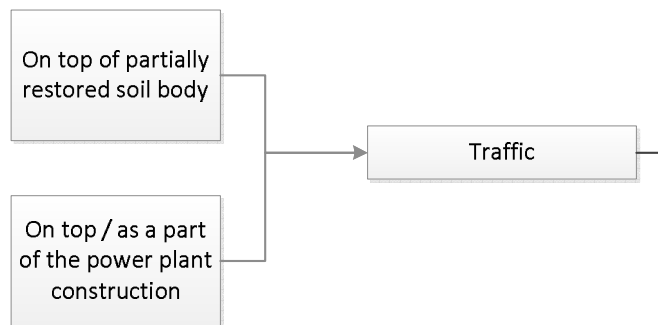 On top of partially
restored soil body
Traffic
On top / as a part
of the power plant
construction